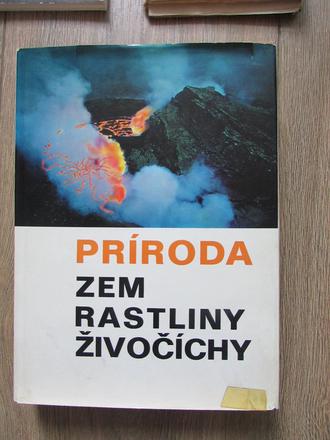 PRÍRODA
ZEM
RASTLINY
ŽIVOČÍCHY